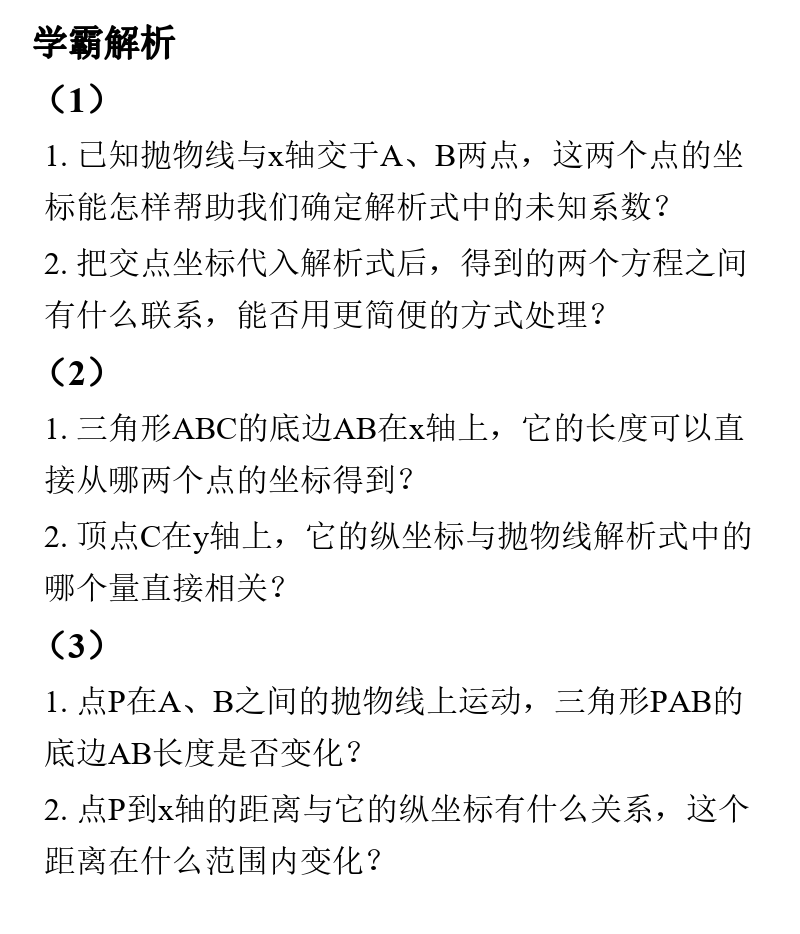 学霸解析
（1）
1. 已知抛物线与x轴交于A、B两点，这两个点的坐
标能怎样帮助我们确定解析式中的未知系数？
2. 把交点坐标代入解析式后，得到的两个方程之间
有什么联系，能否用更简便的方式处理？
（2）
1. 三角形ABC的底边AB在x轴上，它的长度可以直
接从哪两个点的坐标得到？
2. 顶点C在y轴上，它的纵坐标与抛物线解析式中的
哪个量直接相关？
（3）
1. 点P在A、B之间的抛物线上运动，三角形PAB的
底边AB长度是否变化？
2. 点P到x轴的距离与它的纵坐标有什么关系，这个
距离在什么范围内变化？